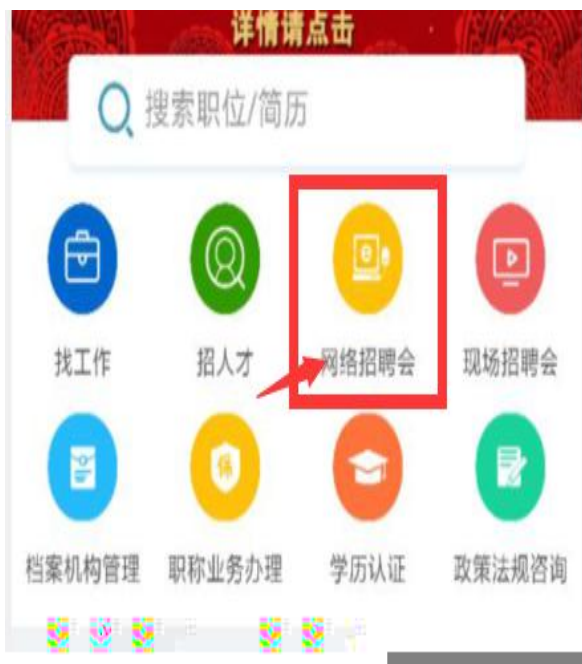 详情请点击
搜索职位/简历
找工作 招人才 网络招聘会 现场招聘会
保
档案机构管理 职称业务办理 学历认证 政策法规咨询